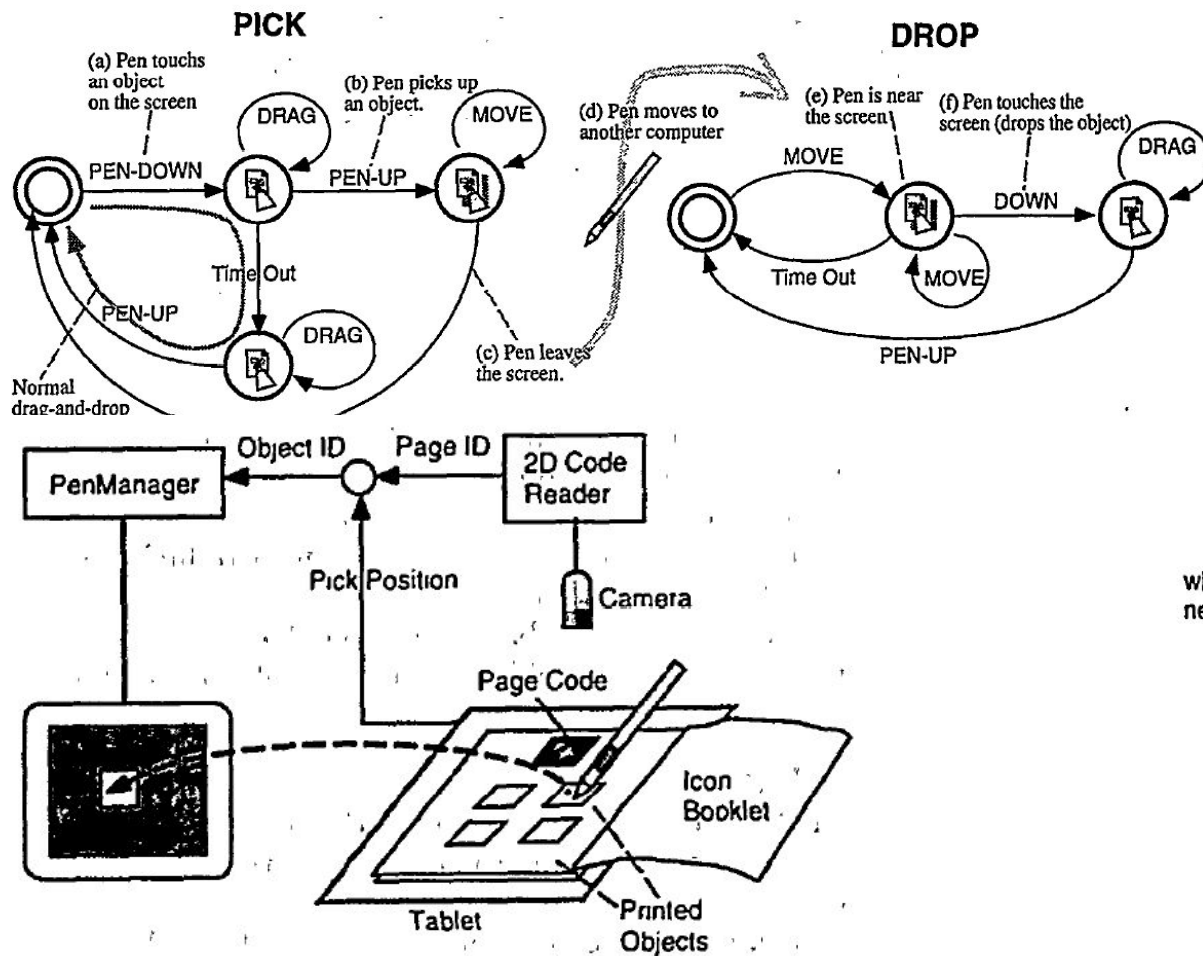 PICK
(a) Pen touchs
an object
on the screen
(b) Pen picks up
an object.
DRAG
MOVE
PEN-DOWN
PEN-UP
Time Out
PEN-UP
DRAG
Normal
drag-and-drop
(c) Pen leaves
the screen.
(d) Pen moves to
another computer
DROP
(e) Pen is near
the screen
(f) Pen touches the
screen (drops the object)
MOVE
DRAG
DOWN
Time Out
MOVE
PEN-UP
PenManager
Object ID
Page ID
2D Code
Reader
Pick Position
Camera
Page Code
Icon
Booklet
Tablet
Printed
Objects